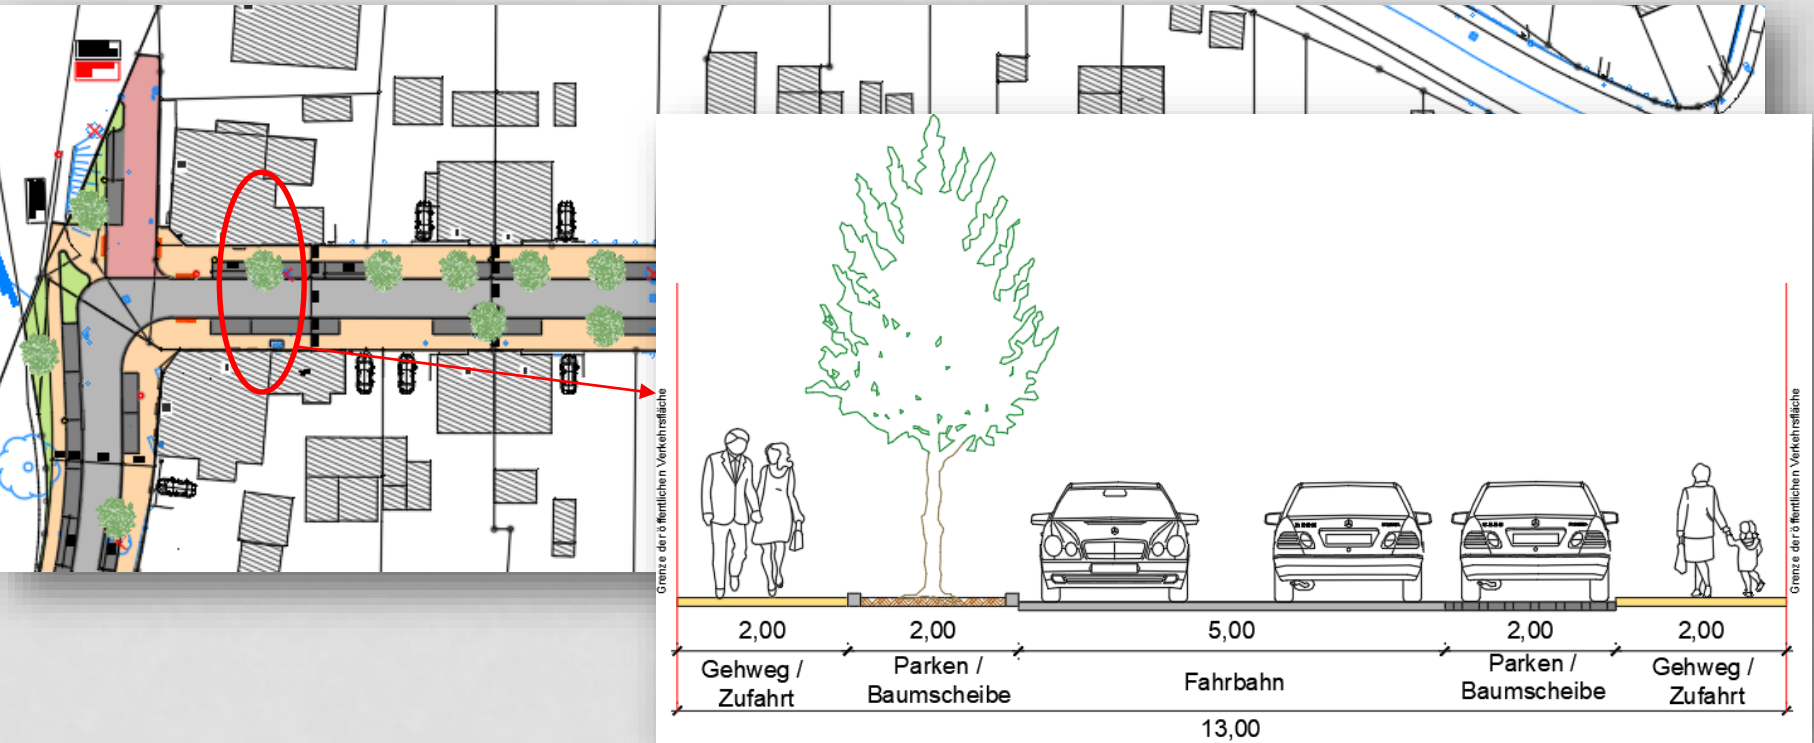 Grenze der öffentlichen Verkehrsfläche
Grenze der öffentlichen Verkehrsfläche
2,00
2,00
5,00
2,00
2,00
Gehweg /
Zufahrt
Parken /
Baumscheibe
Fahrbahn
Parken /
Baumscheibe
Gehweg /
Zufahrt
13,00